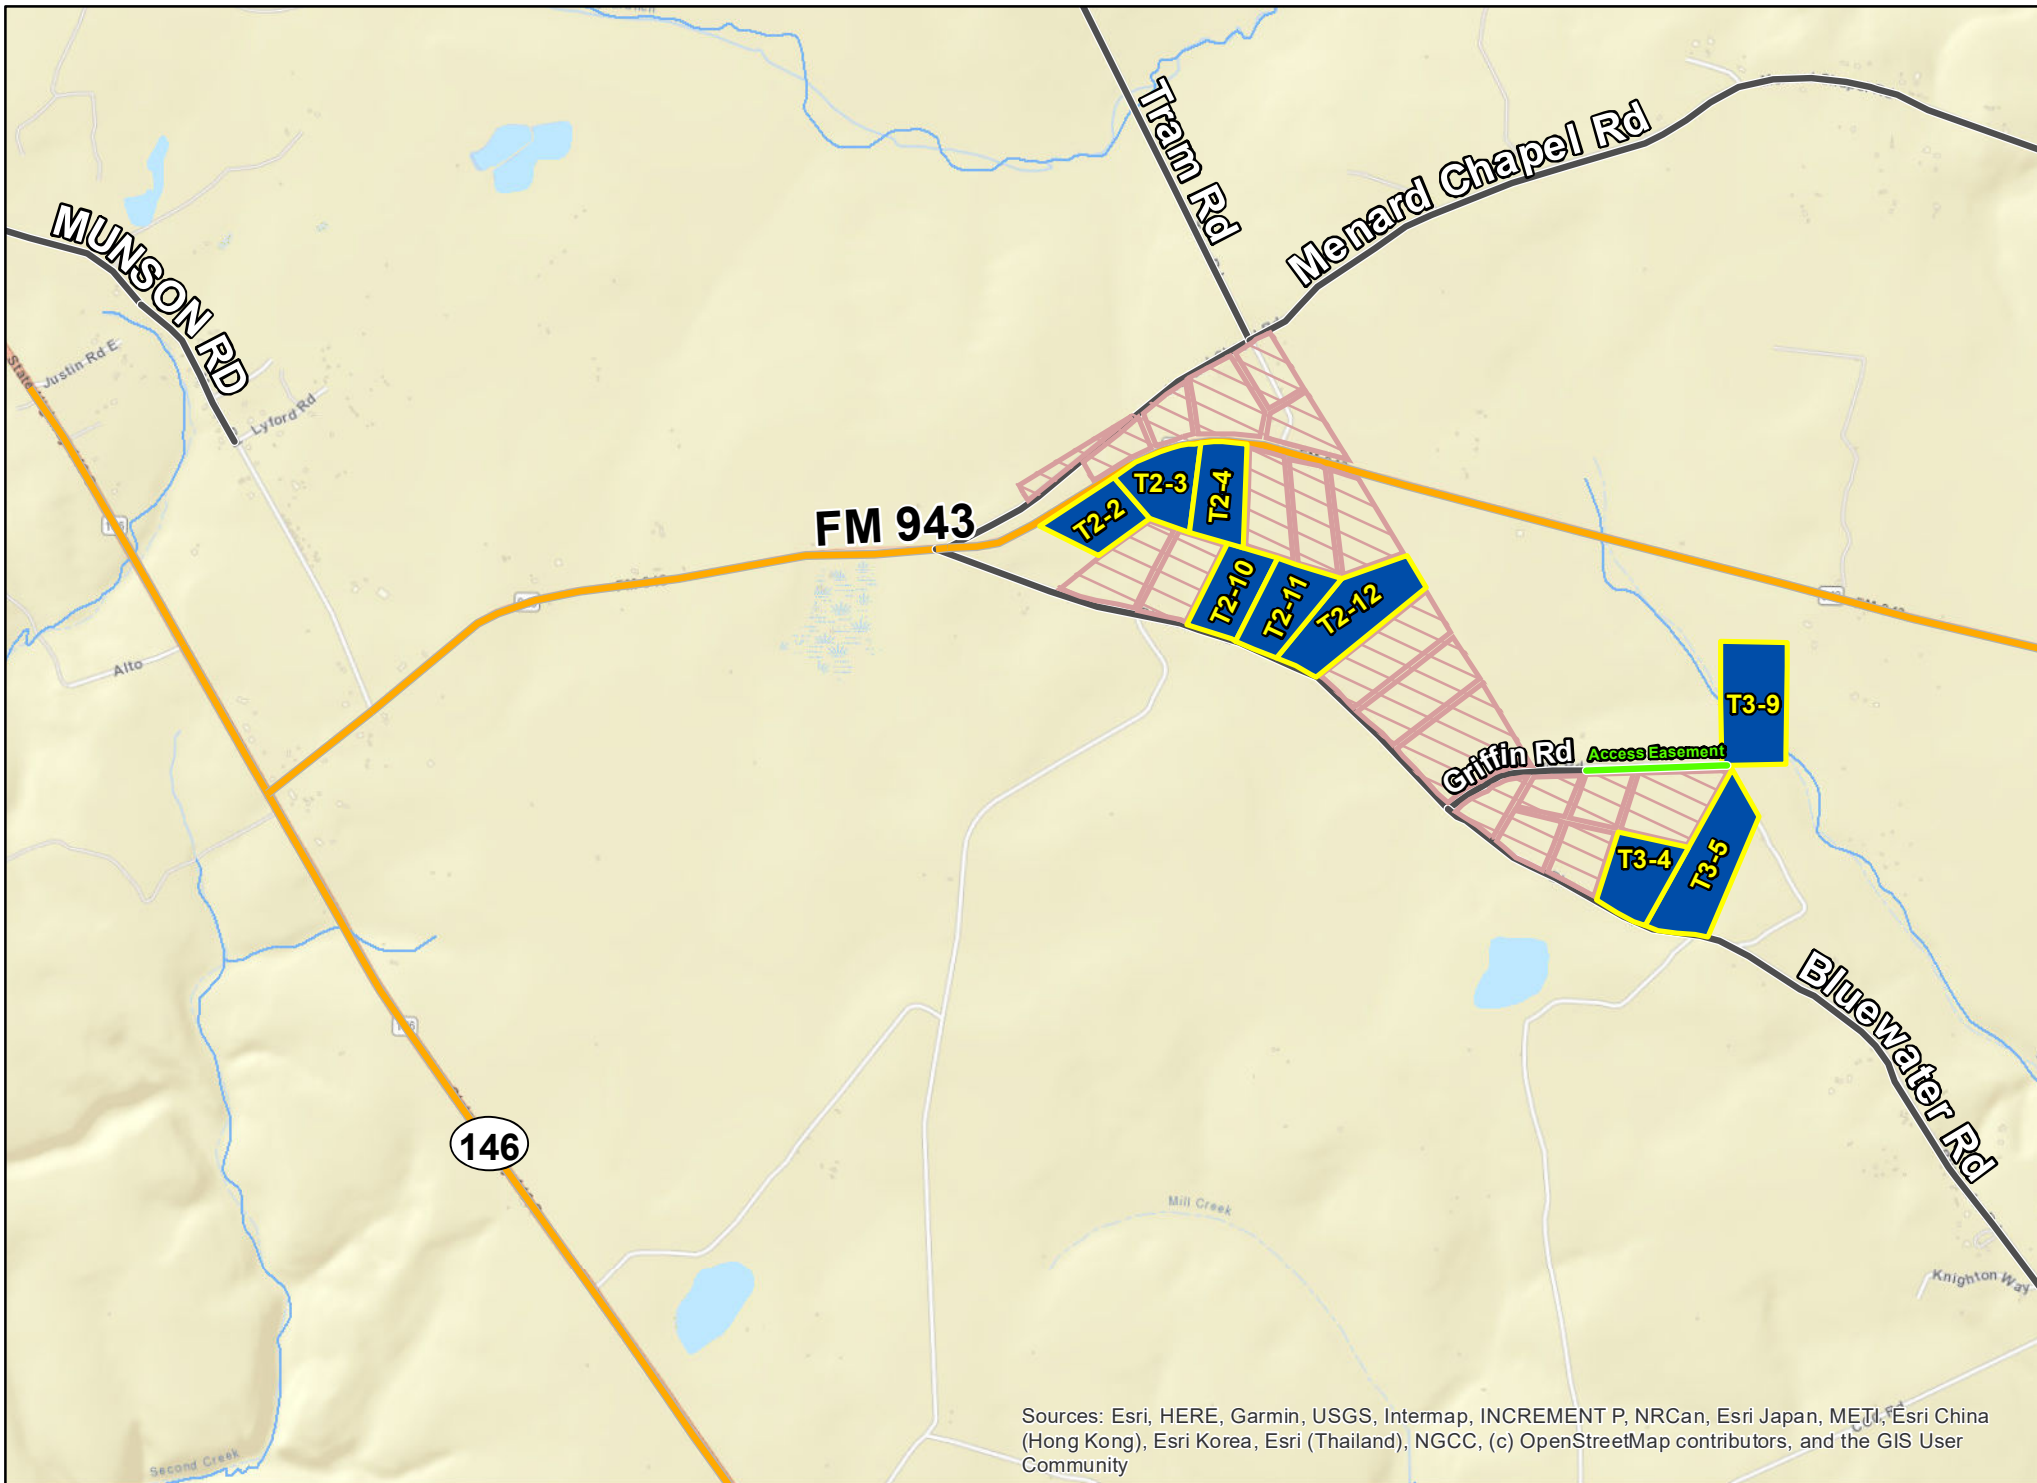 Tram Rd
Menard Chapel Rd
MUNSON RD
Justin Rd E
Lyford Rd
FM 943
T2-2
T2-3
T2-4
T2-10
T2-11
T2-12
Alto
T3-9
Griffin Rd
Access Easement
T3-4
T3-5
Bluewater Rd
146
Mill Creek
Knighton Way
Second Creek
Sources: Esri, HERE, Garmin, USGS, Intermap, INCREMENT P, NRCan, Esri Japan, METI, Esri China
(Hong Kong), Esri Korea, Esri (Thailand), NGCC, (c) OpenStreetMap contributors, and the GIS User
Community